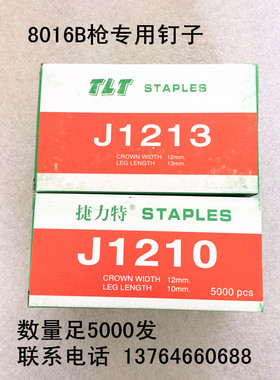 8016B枪专用钉子
TLT STAPLES
J1213
CROWN WIDTH 12mm.
LEG LENGTH 13mm.
捷力特® STAPLES
J1210
CROWN WIDTH 12mm.
LEG LENGTH 10mm.
5000 pcs
数量足5000发
联系电话 13764660688